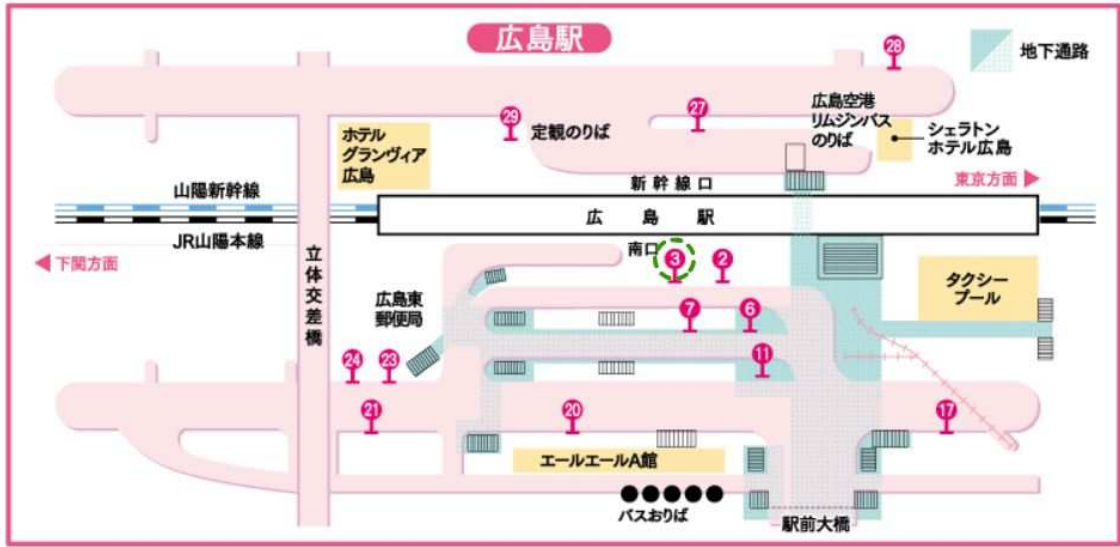 広島駅
28
地下通路
29
定観のりば
27
広島空港
リムジンバス
のりば
シェラトン
ホテル広島
ホテル
グランヴィア
広島
山陽新幹線
新幹線口
東京方面
広島駅
JR山陽本線
下関方面
南口
3
2
立体交差橋
広島東
郵便局
タクシー
プール
7
6
11
24
23
21
20
17
エールエールA館
バスおりば
駅前大橋